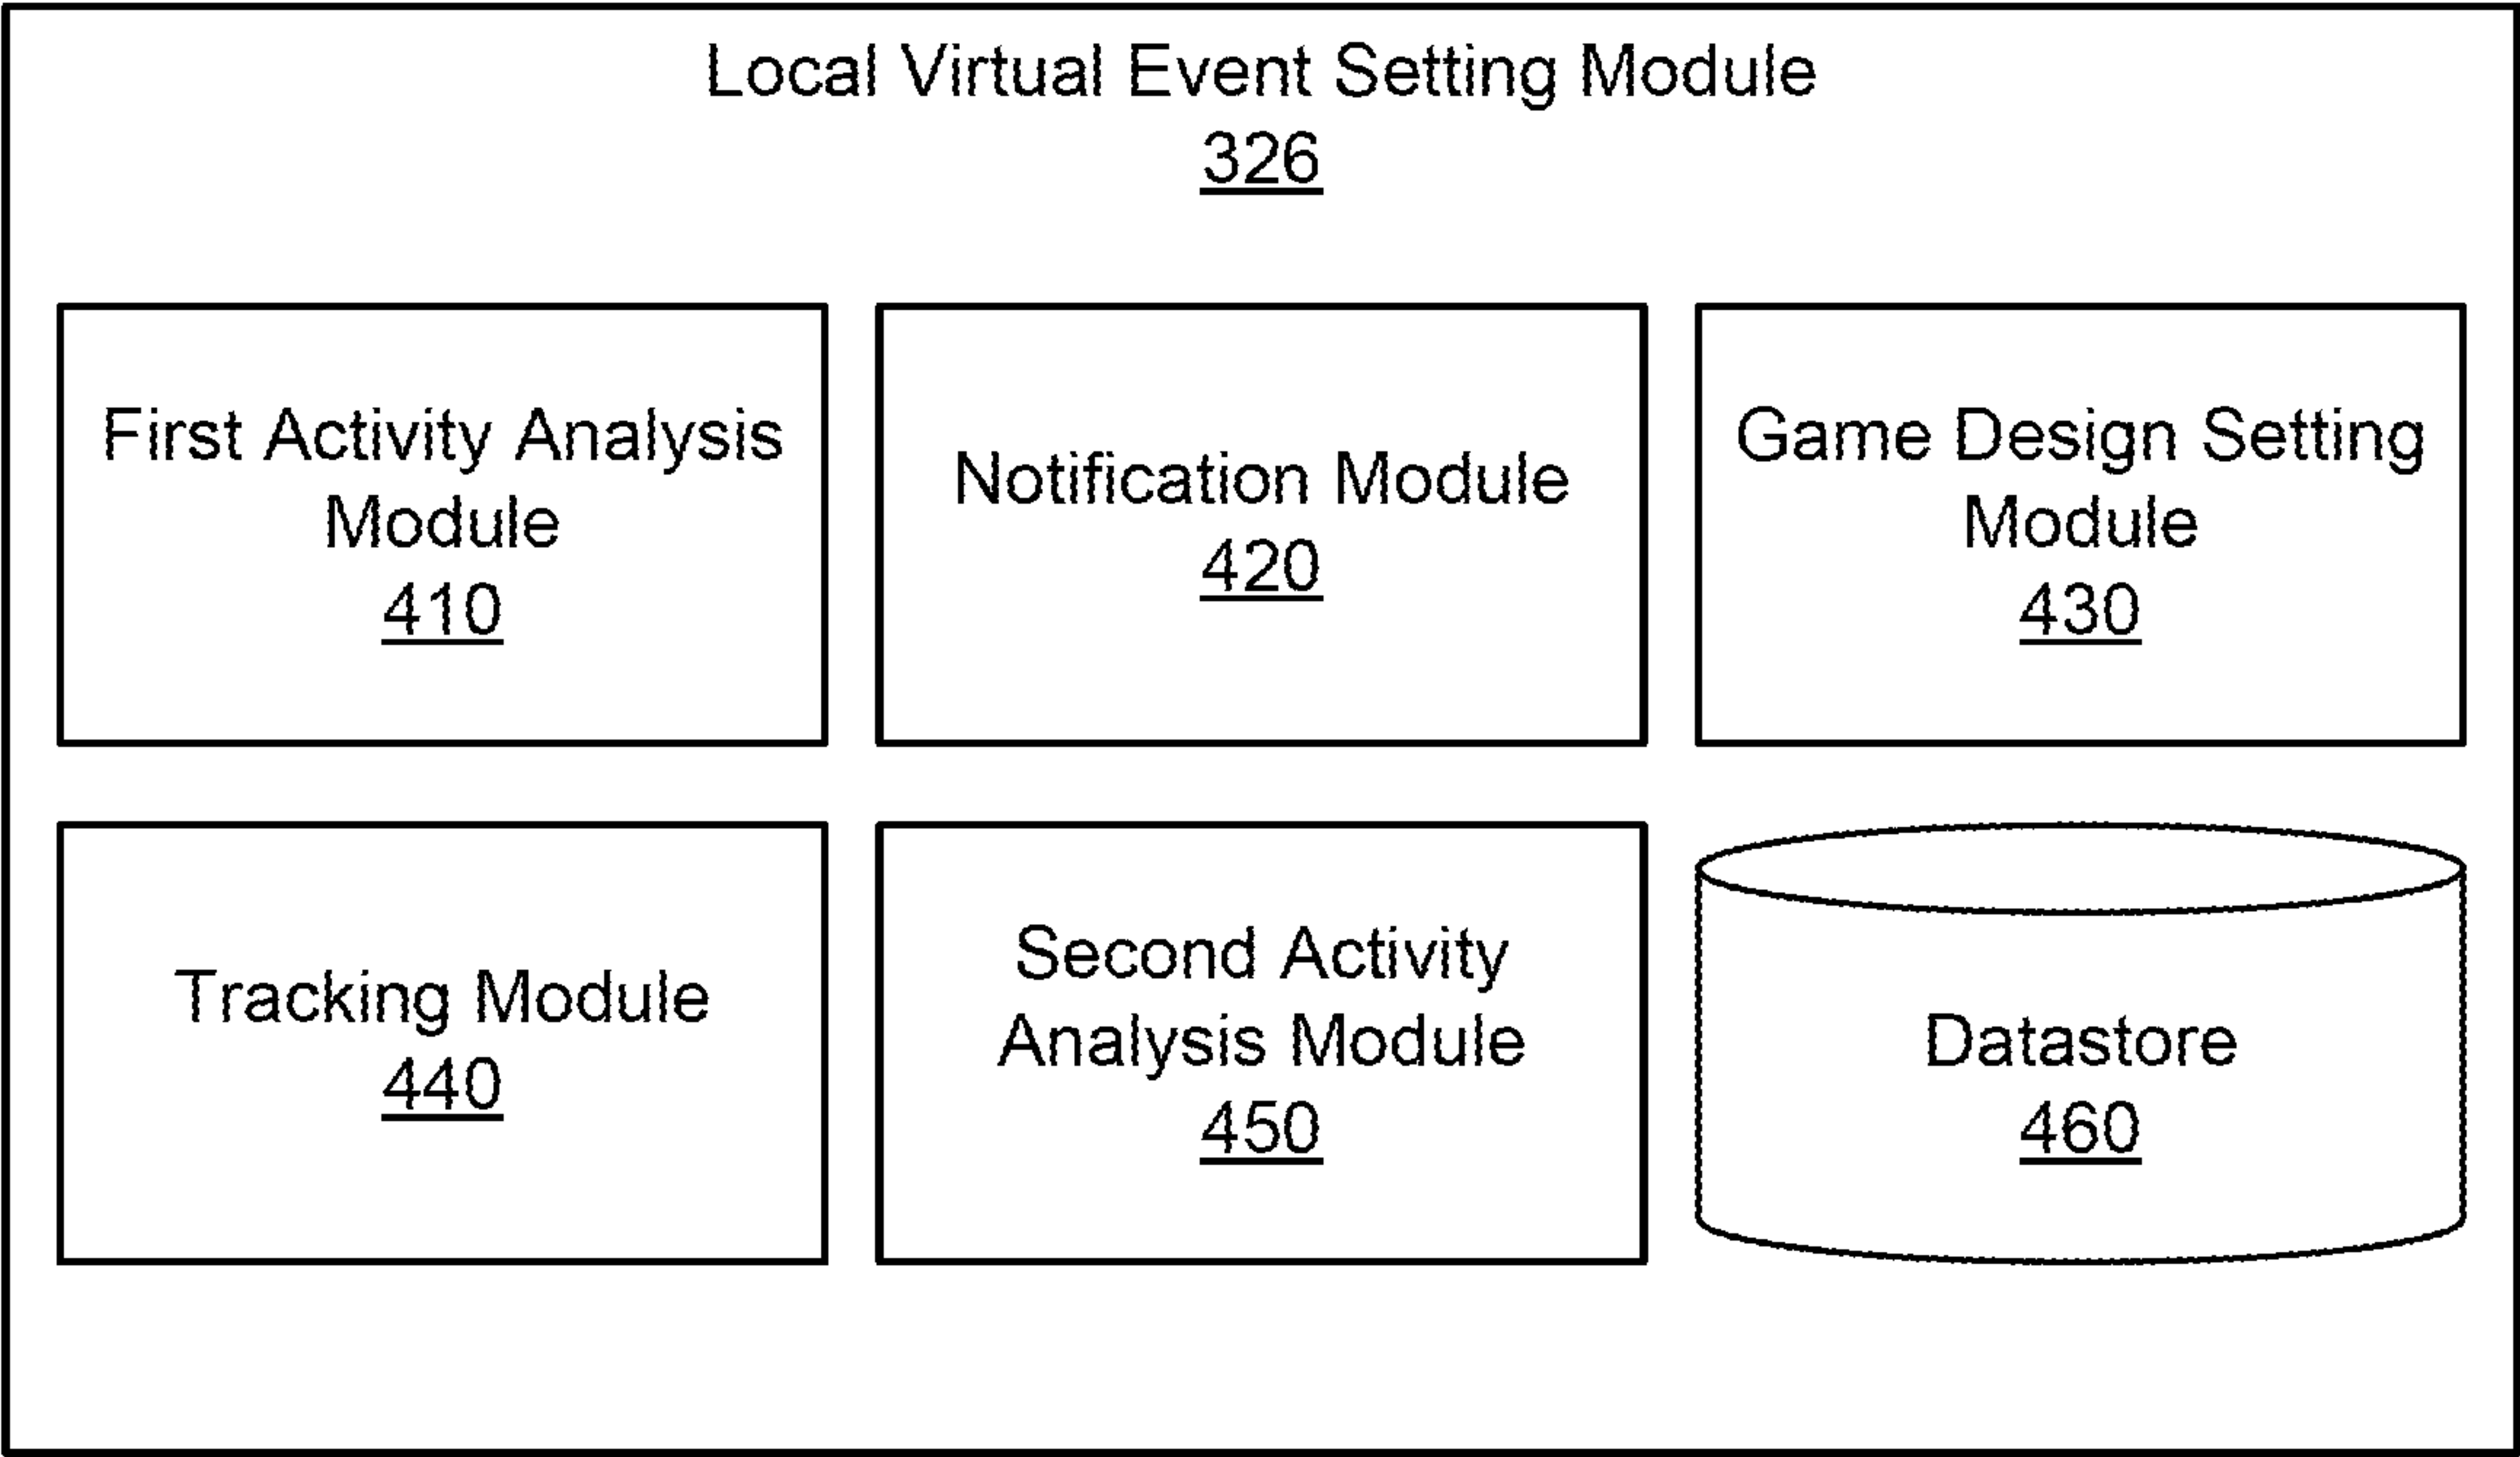 Local Virtual Event Setting Module
326
First Activity Analysis
Module
410
Notification Module
420
Game Design Setting
Module
430
Tracking Module
440
Second Activity
Analysis Module
450
Datastore
460